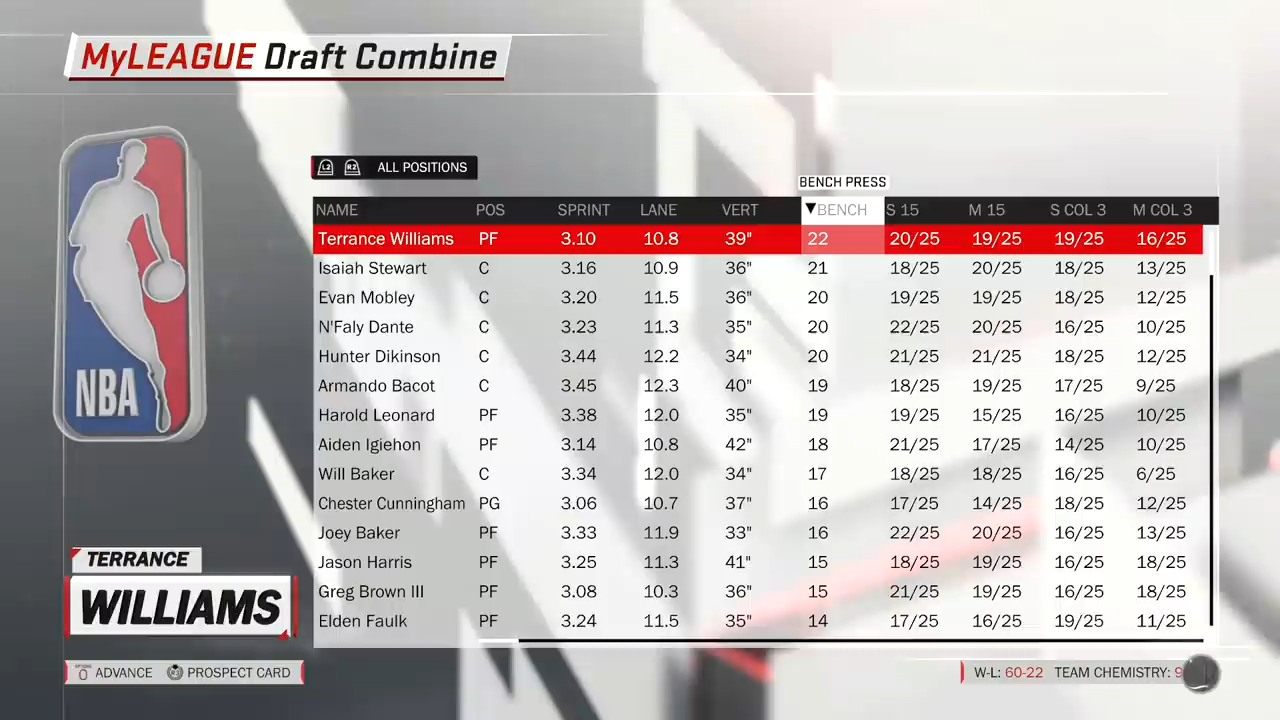 MyLEAGUE Draft Combine
L2 R2 ALL POSITIONS
BENCH PRESS
NAME POS SPRINT LANE VERT ▼BENCH S 15 M 15 S COL 3 M COL 3
Terrance Williams PF 3.10 10.8 39" 22 20/25 19/25 19/25 16/25
Isaiah Stewart C 3.16 10.9 36" 21 18/25 20/25 18/25 13/25
Evan Mobley C 3.20 11.5 36" 20 19/25 19/25 18/25 12/25
N'Faly Dante C 3.23 11.3 35" 20 22/25 20/25 16/25 10/25
Hunter Dikinson C 3.44 12.2 34" 20 21/25 21/25 18/25 12/25
Armando Bacot C 3.45 12.3 40" 19 18/25 19/25 17/25 9/25
Harold Leonard PF 3.38 12.0 35" 19 19/25 15/25 16/25 10/25
Aiden Igiehon PF 3.14 10.8 42" 18 21/25 17/25 14/25 10/25
Will Baker C 3.34 12.0 34" 17 18/25 18/25 16/25 6/25
Chester Cunningham PG 3.06 10.7 37" 16 17/25 14/25 18/25 12/25
Joey Baker PF 3.33 11.9 33" 16 22/25 20/25 16/25 13/25
Jason Harris PF 3.25 11.3 41" 15 18/25 19/25 16/25 18/25
Greg Brown III PF 3.08 10.3 36" 15 21/25 19/25 16/25 18/25
Elden Faulk PF 3.24 11.5 35" 14 17/25 16/25 19/25 11/25
NBA
TERRANCE
WILLIAMS
OPTIONS ADVANCE R3 PROSPECT CARD
W-L: 60-22 TEAM CHEMISTRY: 9